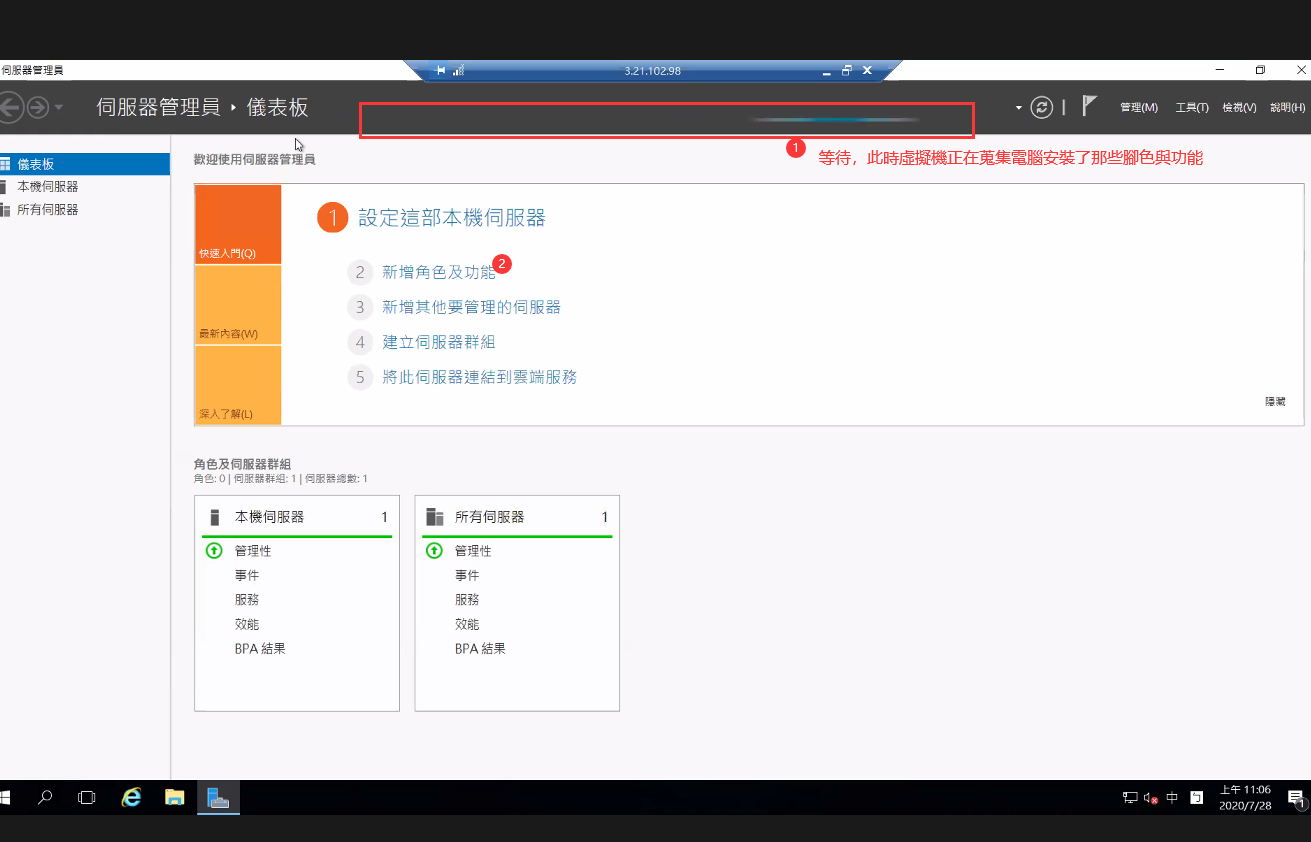 伺服器管理員
3.21.102.98
伺服器管理員 ‣ 儀表板
管理(M) 工具(T) 檢視(V) 說明(H)
1 等待，此時虛擬機正在蒐集電腦安裝了那些腳色與功能
儀表板
本機伺服器
所有伺服器
歡迎使用伺服器管理員
快速入門(Q)
最新內容(W)
深入了解(L)
1 設定這部本機伺服器
2 新增角色及功能 2
3 新增其他要管理的伺服器
4 建立伺服器群組
5 將此伺服器連結到雲端服務
隱藏
角色及伺服器群組
角色: 0 | 伺服器群組: 1 | 伺服器總數: 1
本機伺服器 1
管理性
事件
服務
效能
BPA 結果
所有伺服器 1
管理性
事件
服務
效能
BPA 結果
中
上午 11:06
2020/7/28
1